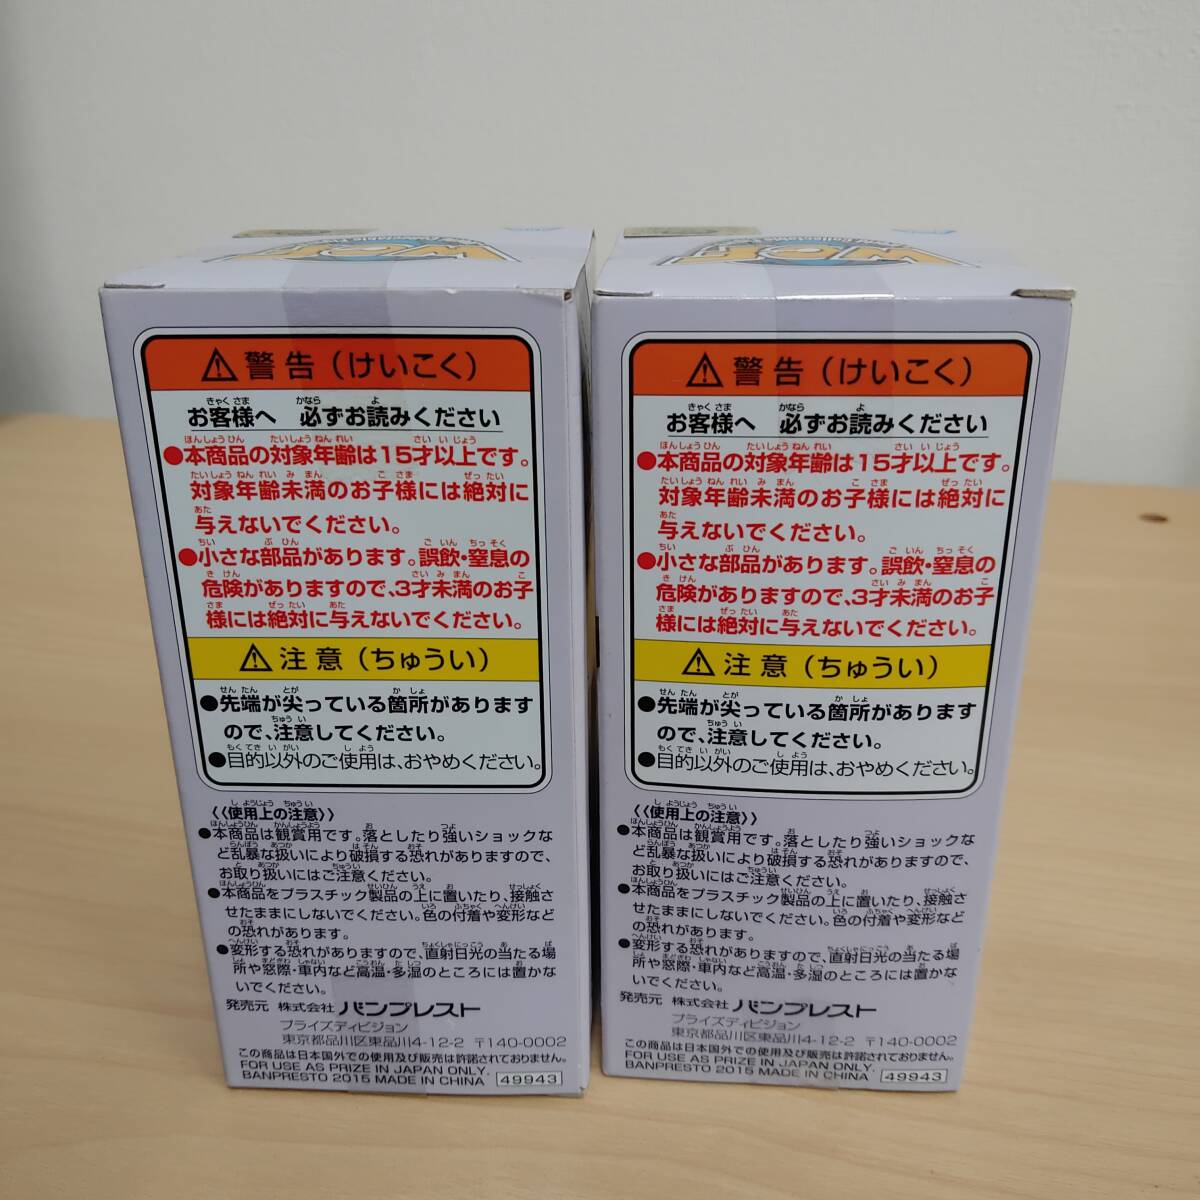 警告（けいこく）
お客様へ 必ずお読みください
●本商品の対象年齢は15才以上です。
対象年齢未満のお子様には絶対に
与えないでください。
●小さな部品があります。誤飲・窒息の
危険がありますので、3才未満のお子
様には絶対に与えないでください。
注意（ちゅうい）
●先端が尖っている箇所があります
ので、注意してください。
●目的以外のご使用は、おやめください。
《使用上の注意》
●本商品は観賞用です。落としたり強いショックな
ど乱暴な扱いにより破損する恐れがありますので、
お取り扱いにはご注意ください。
●本商品をプラスチック製品の上に置いたり、接触さ
せたままにしないでください。色の付着や変形など
の恐れがあります。
●変形する恐れがありますので、直射日光の当たる場
所や窓際・車内など高温・多湿のところには置かな
いでください。
発売元 株式会社 バンプレスト
プライズディビジョン
東京都品川区東品川4-12-2 〒140-0002
この商品は日本国外での使用及び販売は許諾されておりません。
FOR USE AS PRIZE IN JAPAN ONLY.
BANPRESTO 2015 MADE IN CHINA 49943
警告（けいこく）
お客様へ 必ずお読みください
●本商品の対象年齢は15才以上です。
対象年齢未満のお子様には絶対に
与えないでください。
●小さな部品があります。誤飲・窒息の
危険がありますので、3才未満のお子
様には絶対に与えないでください。
注意（ちゅうい）
●先端が尖っている箇所があります
ので、注意してください。
●目的以外のご使用は、おやめください。
《使用上の注意》
●本商品は観賞用です。落としたり強いショックな
ど乱暴な扱いにより破損する恐れがありますので、
お取り扱いにはご注意ください。
●本商品をプラスチック製品の上に置いたり、接触さ
せたままにしないでください。色の付着や変形など
の恐れがあります。
●変形する恐れがありますので、直射日光の当たる場
所や窓際・車内など高温・多湿のところには置かな
いでください。
発売元 株式会社 バンプレスト
プライズディビジョン
東京都品川区東品川4-12-2 〒140-0002
この商品は日本国外での使用及び販売は許諾されておりません。
FOR USE AS PRIZE IN JAPAN ONLY.
BANPRESTO 2015 MADE IN CHINA 49943